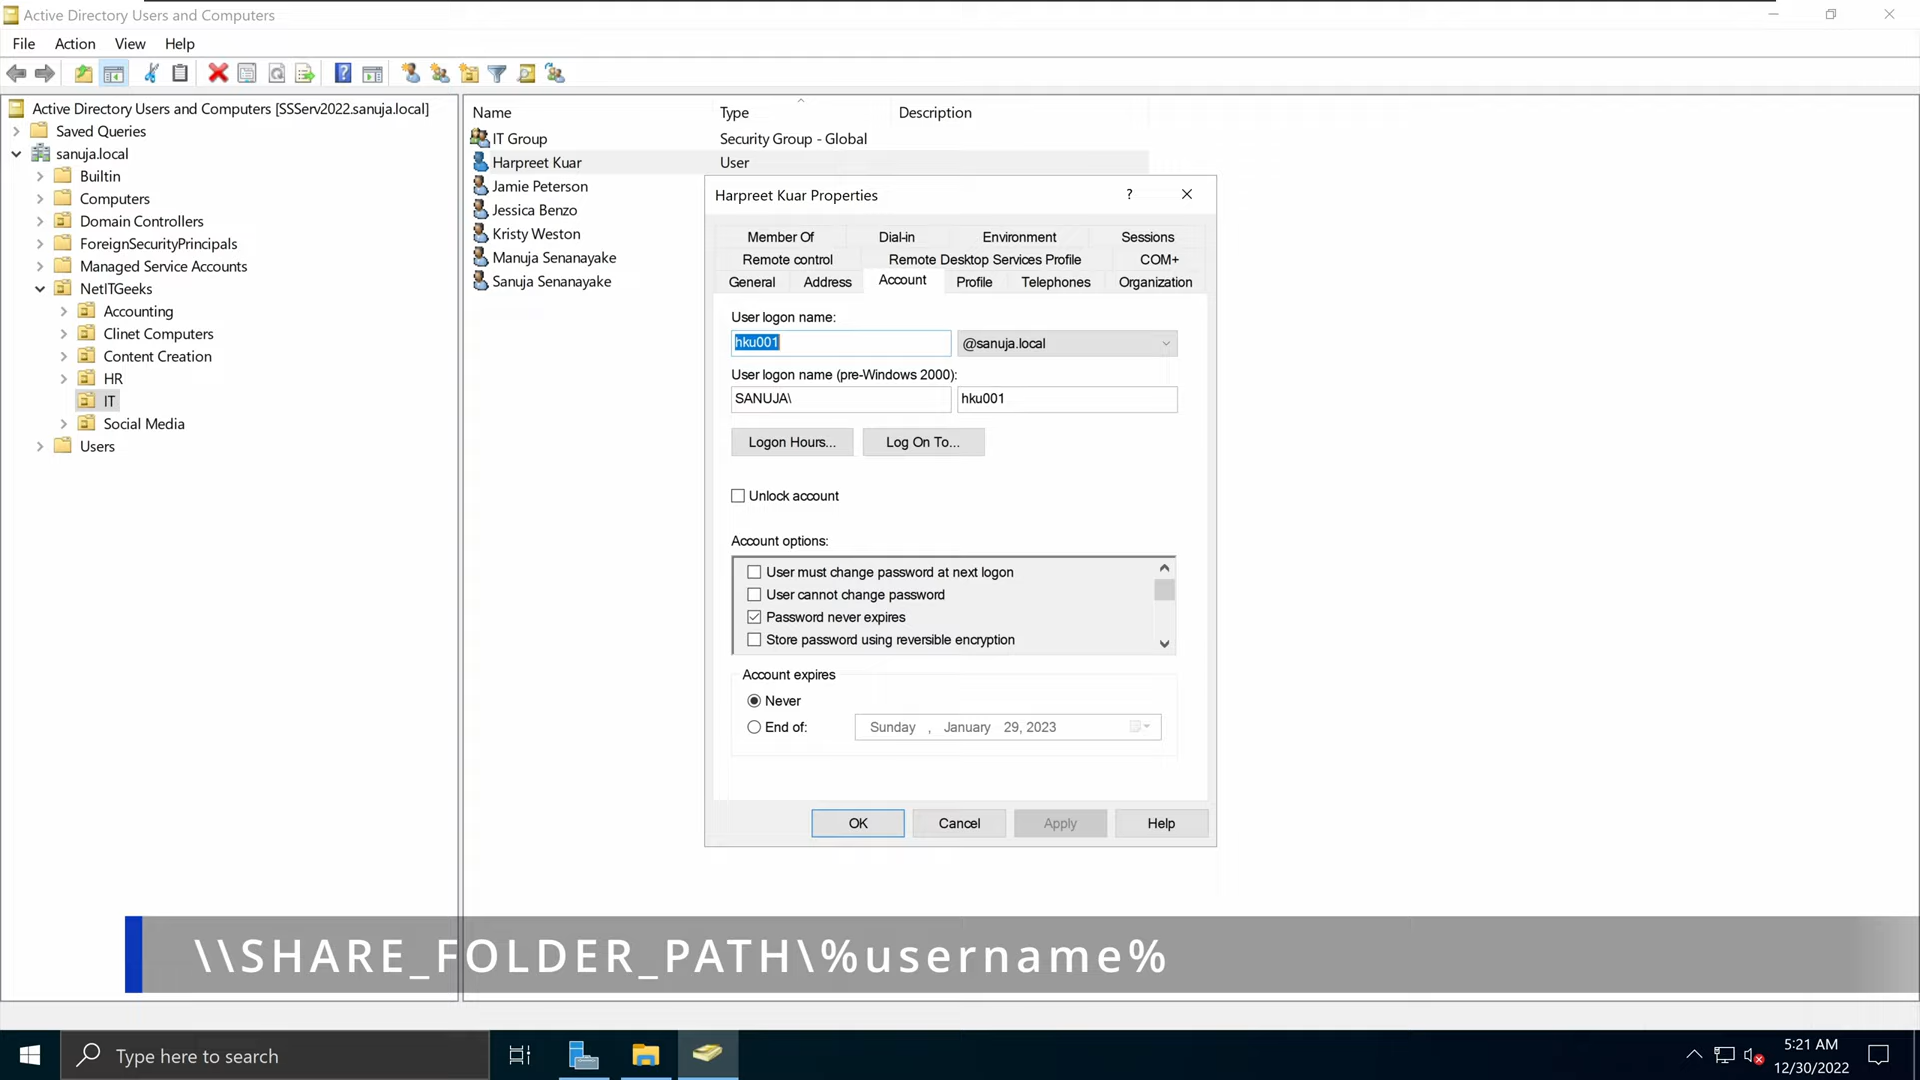 Active Directory Users and Computers
File Action View Help
Active Directory Users and Computers [SSServ2022.sanuja.local]
Saved Queries
sanuja.local
Builtin
Computers
Domain Controllers
ForeignSecurityPrincipals
Managed Service Accounts
NetITGeeks
Accounting
Clinet Computers
Content Creation
HR
IT
Social Media
Users
Name Type Description
IT Group Security Group - Global
Harpreet Kuar User
Jamie Peterson
Jessica Benzo
Kristy Weston
Manuja Senanayake
Sanuja Senanayake
Harpreet Kuar Properties ?
Member Of Dial-in Environment Sessions
Remote control Remote Desktop Services Profile COM+
General Address Account Profile Telephones Organization
User logon name:
hku001 @sanuja.local
User logon name (pre-Windows 2000):
SANUJA\ hku001
Logon Hours... Log On To...
Unlock account
Account options:
User must change password at next logon
User cannot change password
Password never expires
Store password using reversible encryption
Account expires
Never
End of: Sunday , January 29, 2023
OK Cancel Apply Help
\\SHARE_FOLDER_PATH\%username%
Type here to search
5:21 AM
12/30/2022